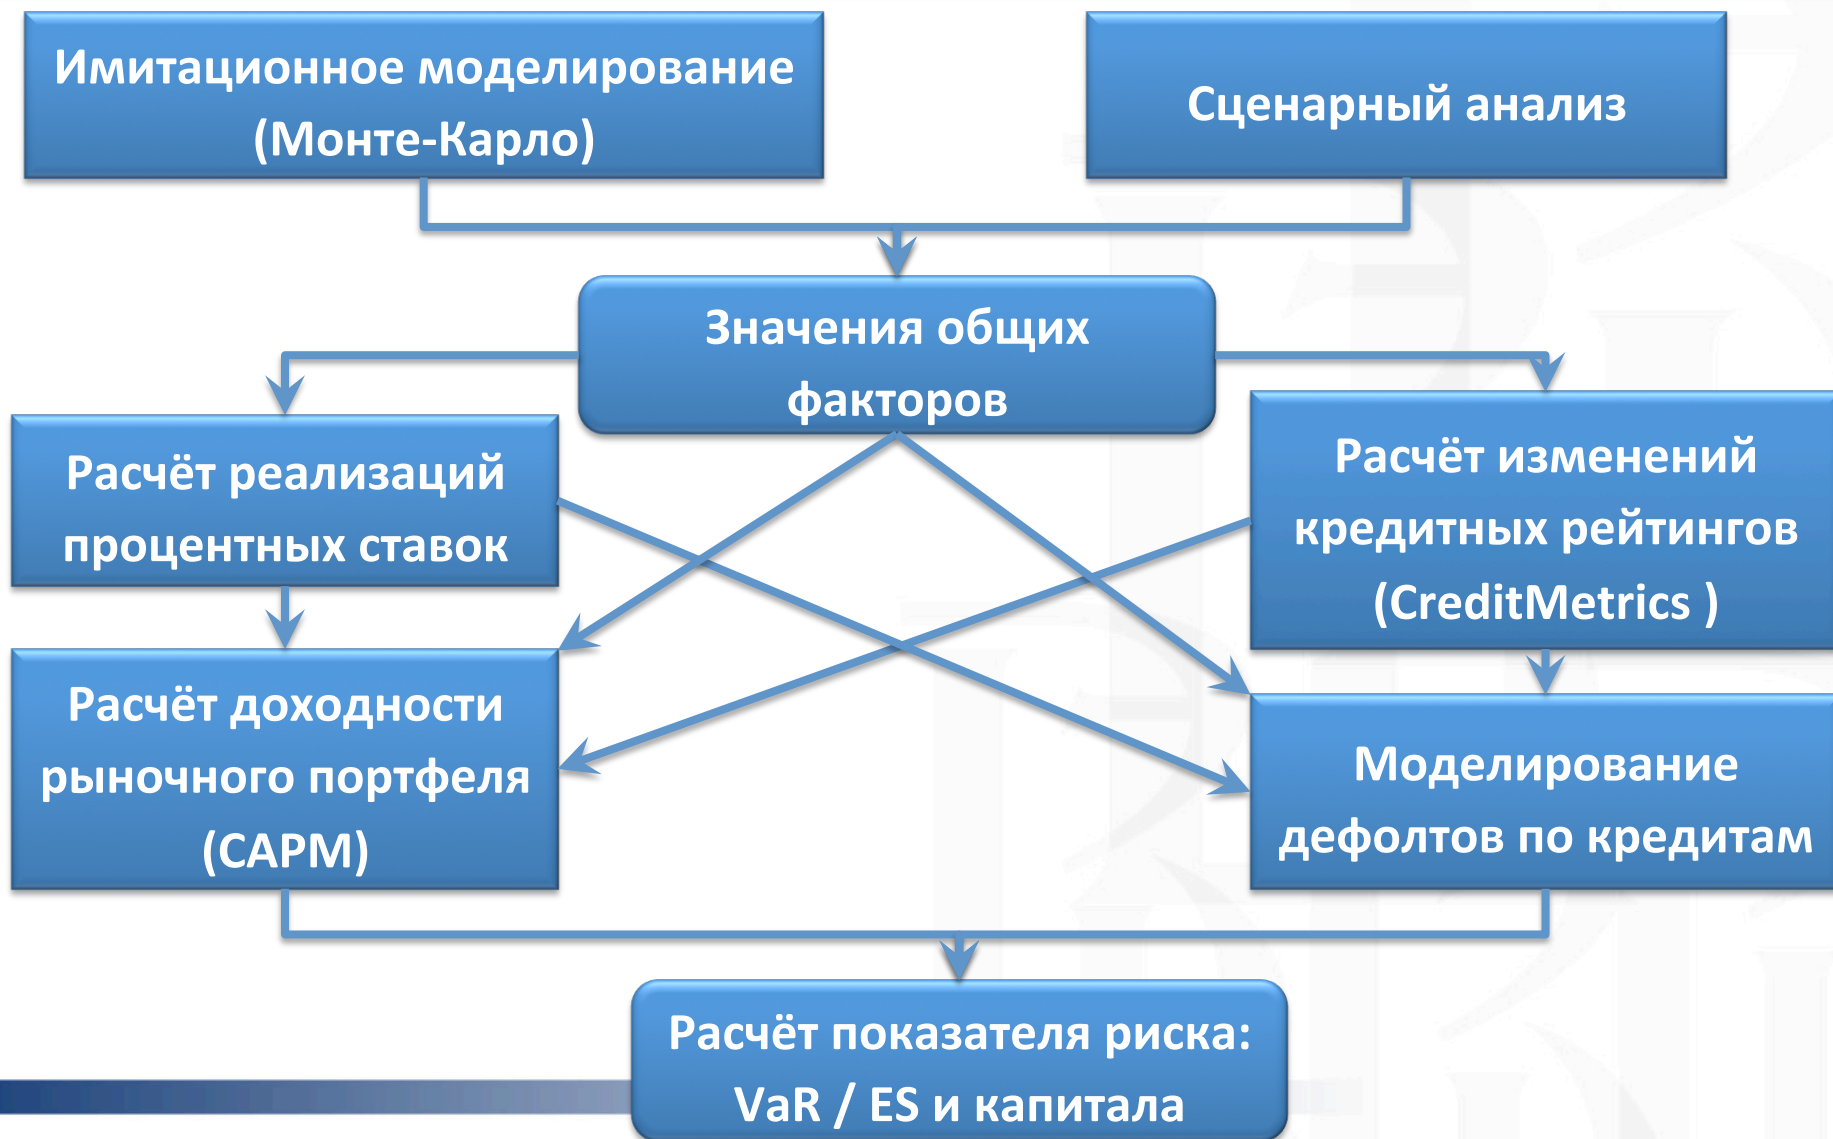 Имитационное моделирование
(Монте-Карло)
Сценарный анализ
Значения общих
факторов
Расчёт реализаций
процентных ставок
Расчёт изменений
кредитных рейтингов
(CreditMetrics )
Расчёт доходности
рыночного портфеля
(CAPM)
Моделирование
дефолтов по кредитам
Расчёт показателя риска:
VaR / ES и капитала